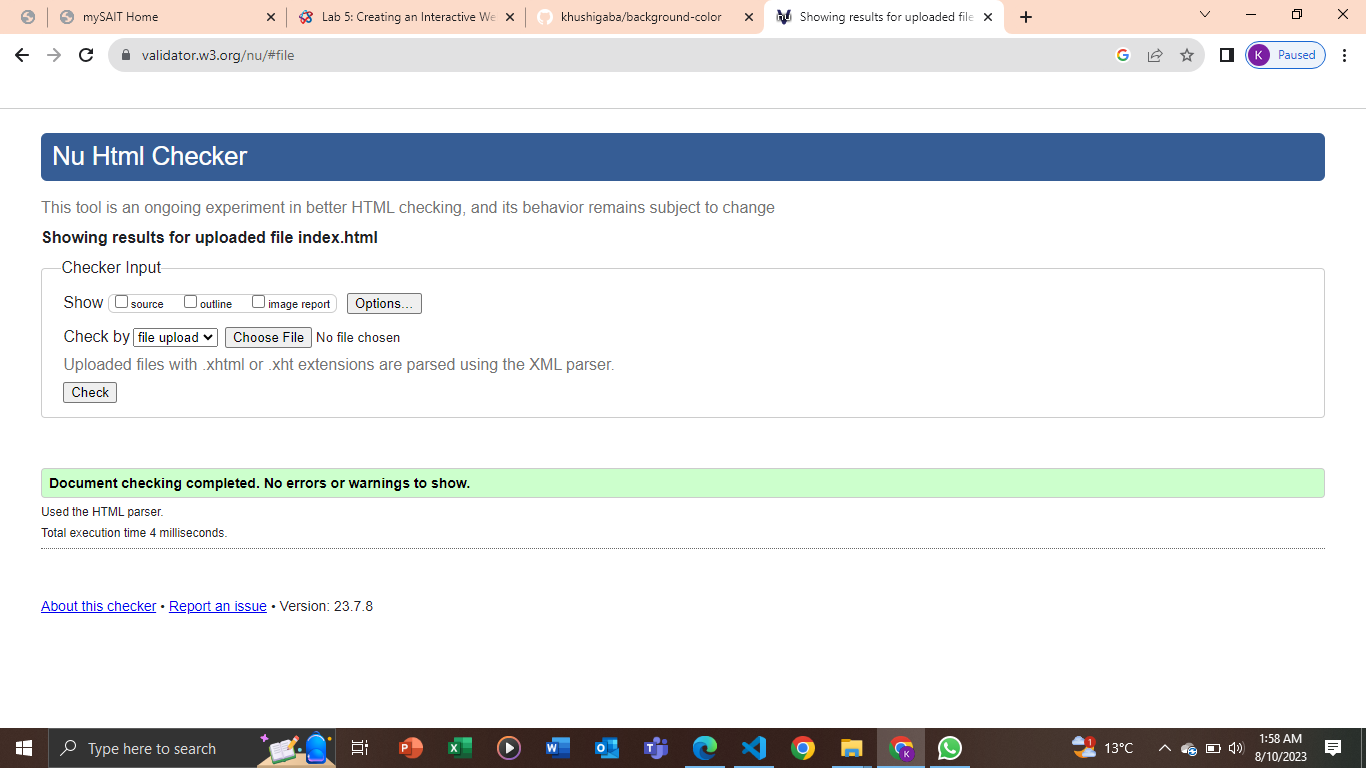 mySAIT Home
Lab 5: Creating an Interactive We
khushigaba/background-color
Showing results for uploaded file
validator.w3.org/nu/#file
K Paused
Nu Html Checker
This tool is an ongoing experiment in better HTML checking, and its behavior remains subject to change
Showing results for uploaded file index.html
Checker Input
Show source outline image report Options...
Check by file upload Choose File No file chosen
Uploaded files with .xhtml or .xht extensions are parsed using the XML parser.
Check
Document checking completed. No errors or warnings to show.
Used the HTML parser.
Total execution time 4 milliseconds.
About this checker • Report an issue • Version: 23.7.8
Type here to search
13°C
1:58 AM
8/10/2023